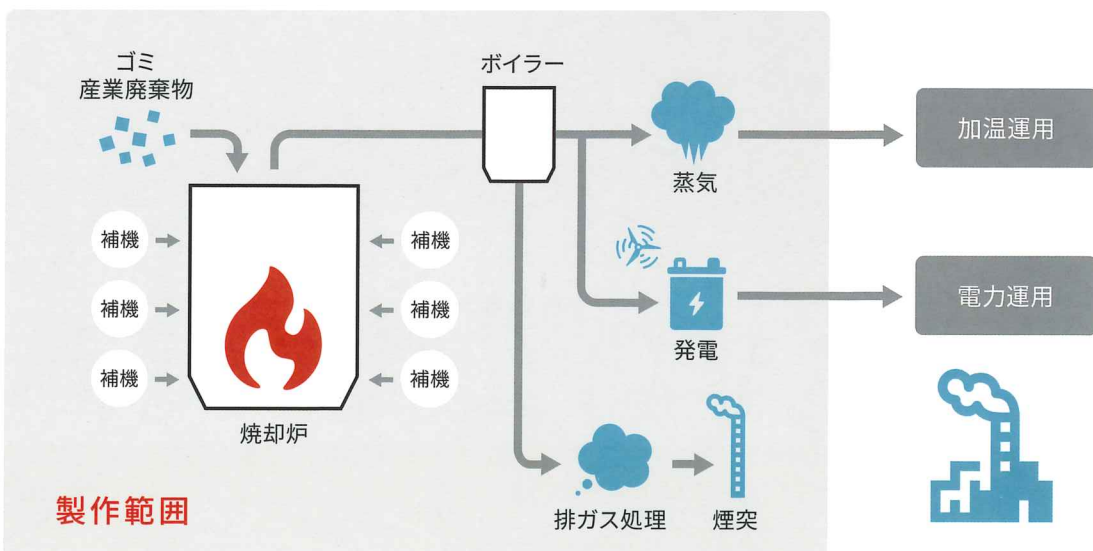 ゴミ
産業廃棄物
ボイラー
蒸気
加温運用
補機
補機
補機
補機
補機
補機
発電
電力運用
焼却炉
排ガス処理
煙突
製作範囲